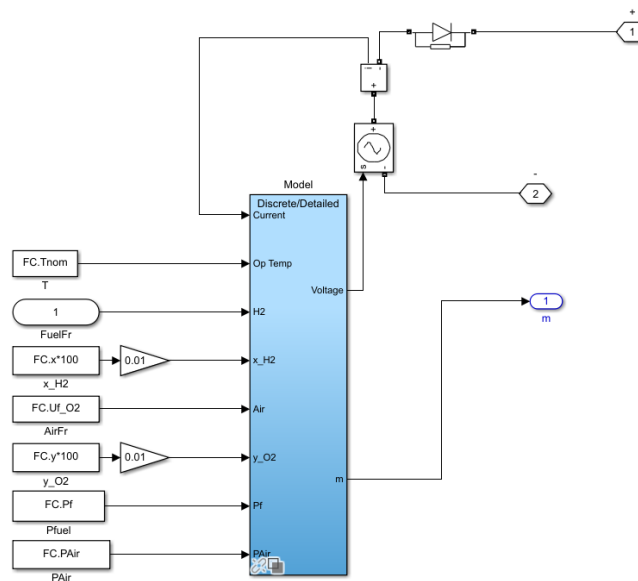 +
1
i
-
+
+
s
-
-
2
Model
Discrete/Detailed
Current
FC.Tnom
Op Temp
T
Voltage
1
H2
1
FuelFr
m
FC.x*100
0.01
x_H2
x_H2
FC.Uf_O2
Air
AirFr
FC.y*100
0.01
y_O2
y_O2
m
FC.Pf
Pf
Pfuel
FC.PAir
PAir
PAir